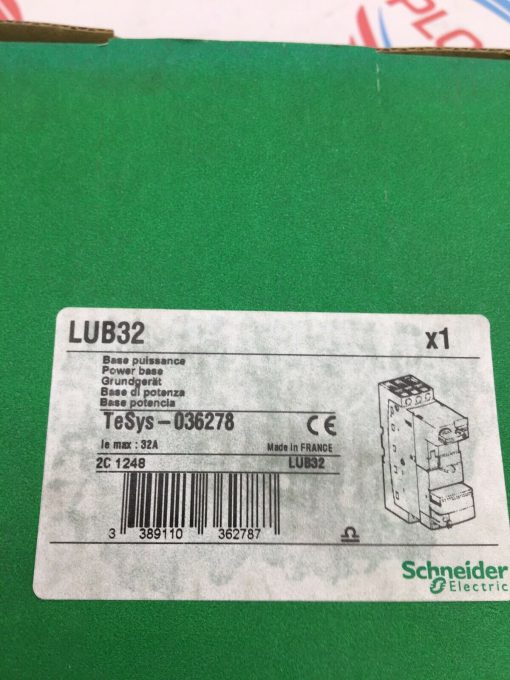 PLC
LUB32 x1
Base puissance
Power base
Grundgerät
Base di potenza
Base potencia
TeSys-036278 CE
Ie max : 32A Made in FRANCE
2C 1248 LUB32
3 389110 362787
Schneider
Electric